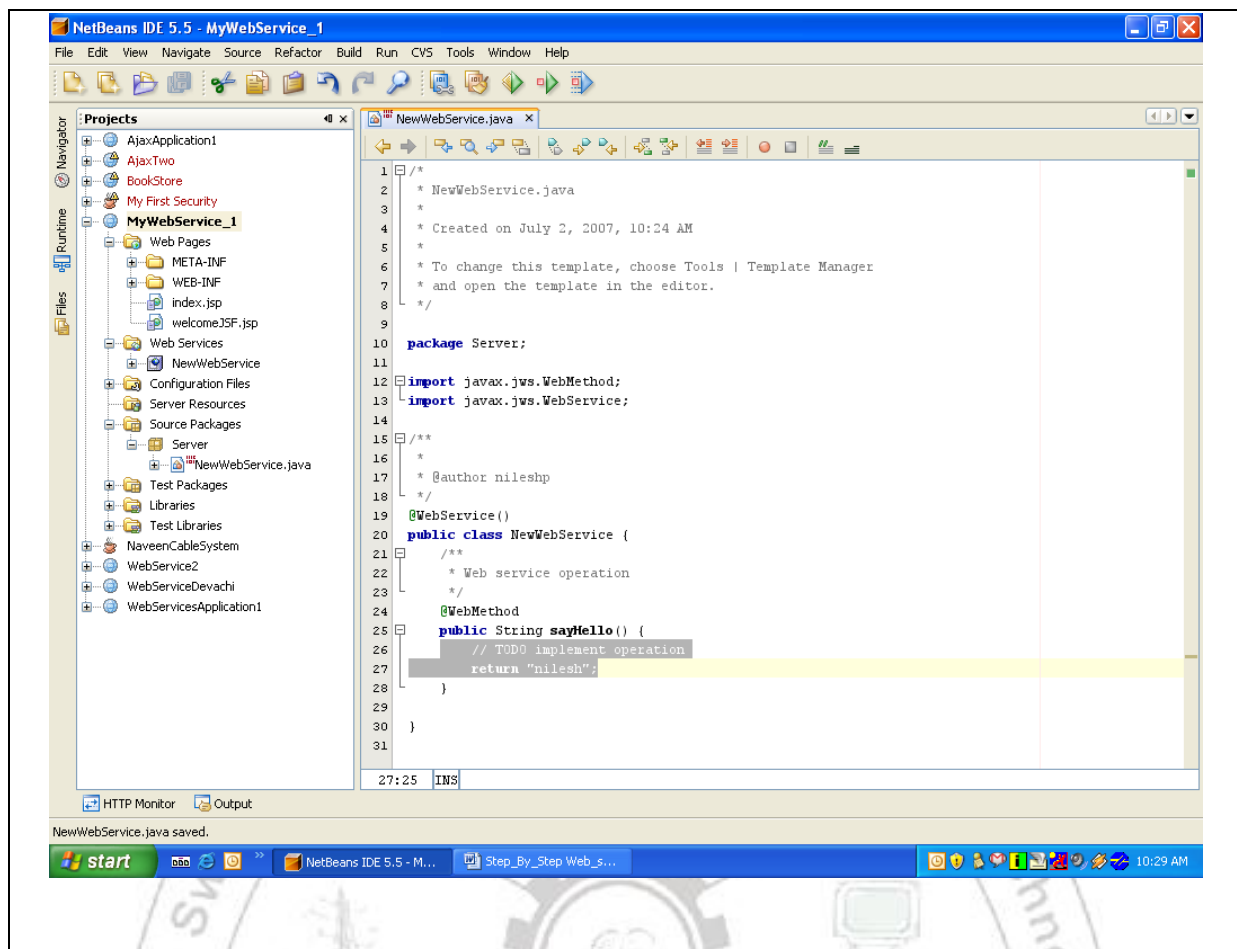 NetBeans IDE 5.5 - MyWebService_1
File Edit View Navigate Source Refactor Build Run CVS Tools Window Help
Navigator
Runtime
Files
Projects
AjaxApplication1
AjaxTwo
BookStore
My First Security
MyWebService_1
Web Pages
META-INF
WEB-INF
index.jsp
welcomeJSF.jsp
Web Services
NewWebService
Configuration Files
Server Resources
Source Packages
Server
NewWebService.java
Test Packages
Libraries
Test Libraries
NaveenCableSystem
WebService2
WebServiceDevachi
WebServicesApplication1
NewWebService.java
1 /*
2 * NewWebService.java
3 *
4 * Created on July 2, 2007, 10:24 AM
5 *
6 * To change this template, choose Tools | Template Manager
7 * and open the template in the editor.
8 */
9
10 package Server;
11
12 import javax.jws.WebMethod;
13 import javax.jws.WebService;
14
15 /**
16 *
17 * @author nileshp
18 */
19 @WebService()
20 public class NewWebService {
21 /**
22 * Web service operation
23 */
24 @WebMethod
25 public String sayHello() {
26 // TODO implement operation
27 return "nilesh";
28 }
29
30 }
31
27:25 INS
HTTP Monitor Output
NewWebService.java saved.
start NetBeans IDE 5.5 - M... Step_By_Step Web_s... 10:29 AM